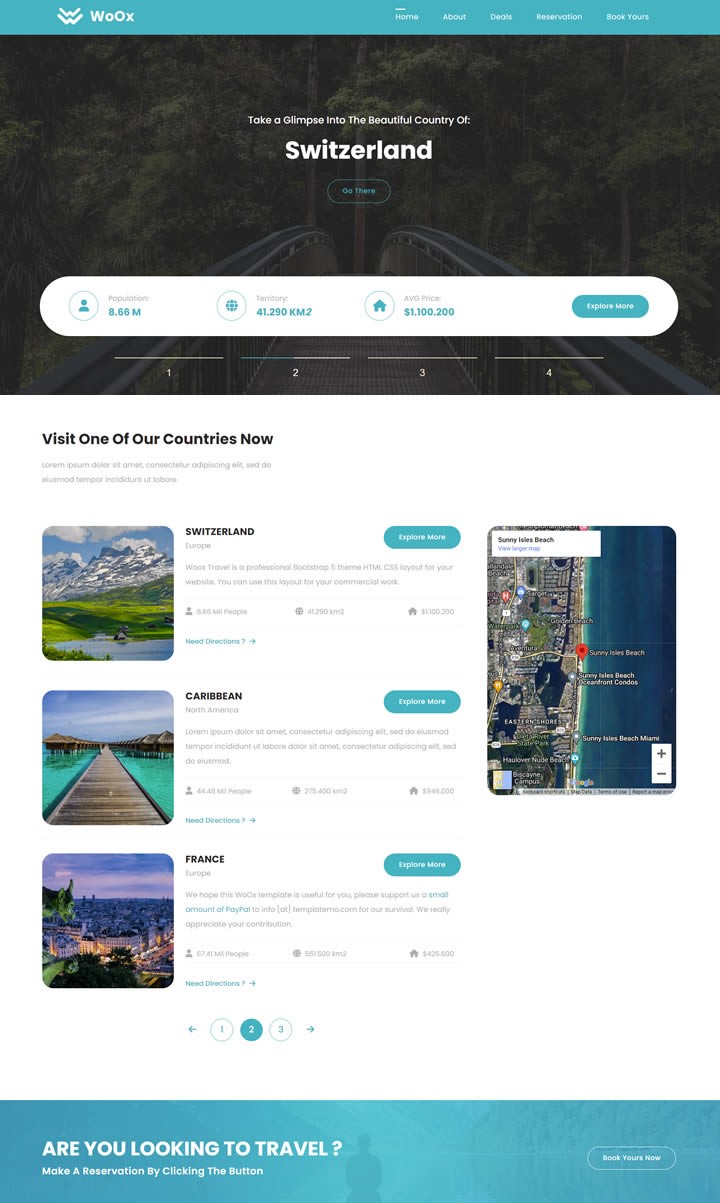 WoOx
Home About Deals Reservation Book Yours
Take a Glimpse Into The Beautiful Country Of:
Switzerland
Go There
Population:
8.66 M
Territory:
41.290 KM2
AVG Price:
$1.100.200
Explore More
1 2 3 4
Visit One Of Our Countries Now
Lorem ipsum dolor sit amet, consectetur adipiscing elit, sed do
eiusmod tempor incididunt ut labore.
SWITZERLAND
Europe
Explore More
Woox Travel is a professional Bootstrap 5 theme HTML CSS layout for your
website. You can use this layout for your commercial work.
8.66 Mil People 41.290 km2 $1.100.200
Need Directions ?
CARIBBEAN
North America
Explore More
Lorem ipsum dolor sit amet, consectetur adipiscing elit, sed do eiusmod
tempor incididunt ut labore dolor sit amet, consectetur adipiscing elit, sed
do eiusmod.
44.48 Mil People 275.400 km2 $946.000
Need Directions ?
FRANCE
Europe
Explore More
We hope this WoOx template is useful for you, please support us a small
amount of PayPal to info [at] templatemo.com for our survival. We really
appreciate your contribution.
67.41 Mil People 551.500 km2 $425.600
Need Directions ?
1 2 3
Sunny Isles Beach
View larger map
Target
Golden Beach
Aventura
Sunny Isles Beach
Sunny Isles Beach
Oceanfront Condos
EASTERN SHORES
Oleta River
State Park
Sunny Isles Beach Miami
Haulover Nude Beach
Biscayne
Campus
Keyboard shortcuts Map Data Terms of Use Report a map error
ARE YOU LOOKING TO TRAVEL ?
Make A Reservation By Clicking The Button
Book Yours Now